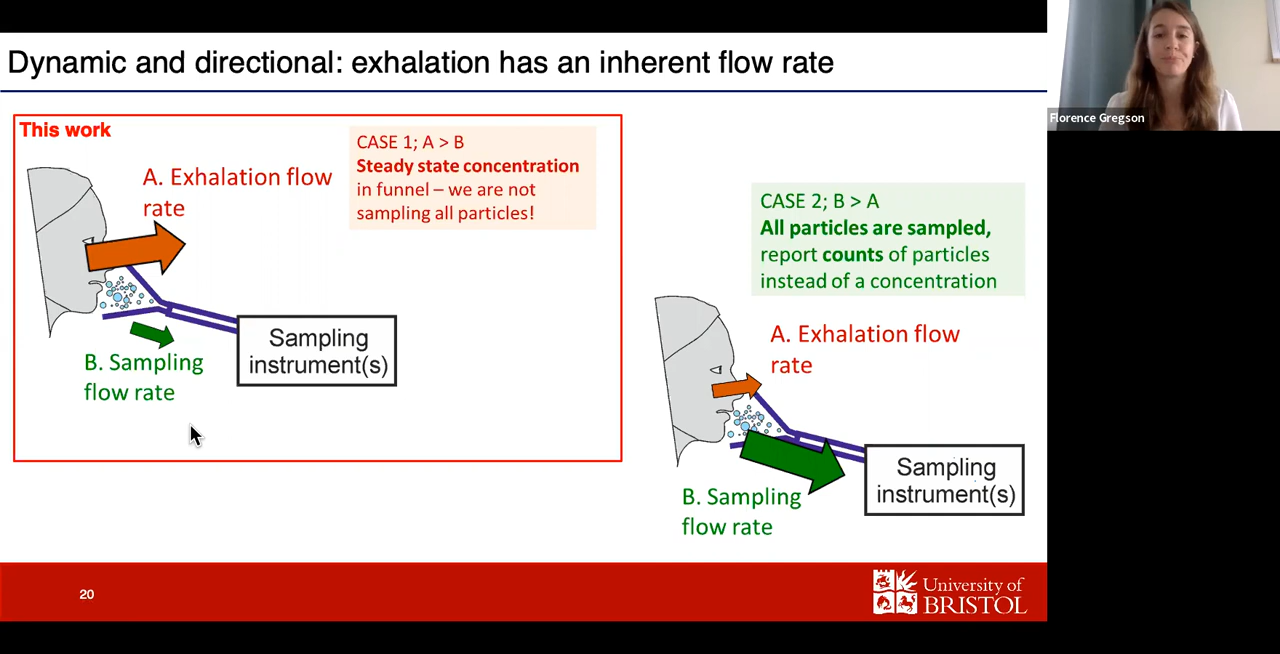 Dynamic and directional: exhalation has an inherent flow rate
This work
CASE 1; A > B
Steady state concentration
in funnel – we are not
sampling all particles!
A. Exhalation flow
rate
B. Sampling
flow rate
Sampling
instrument(s)
CASE 2; B > A
All particles are sampled,
report counts of particles
instead of a concentration
A. Exhalation flow
rate
B. Sampling
flow rate
Sampling
instrument(s)
20
University of
BRISTOL
Florence Gregson